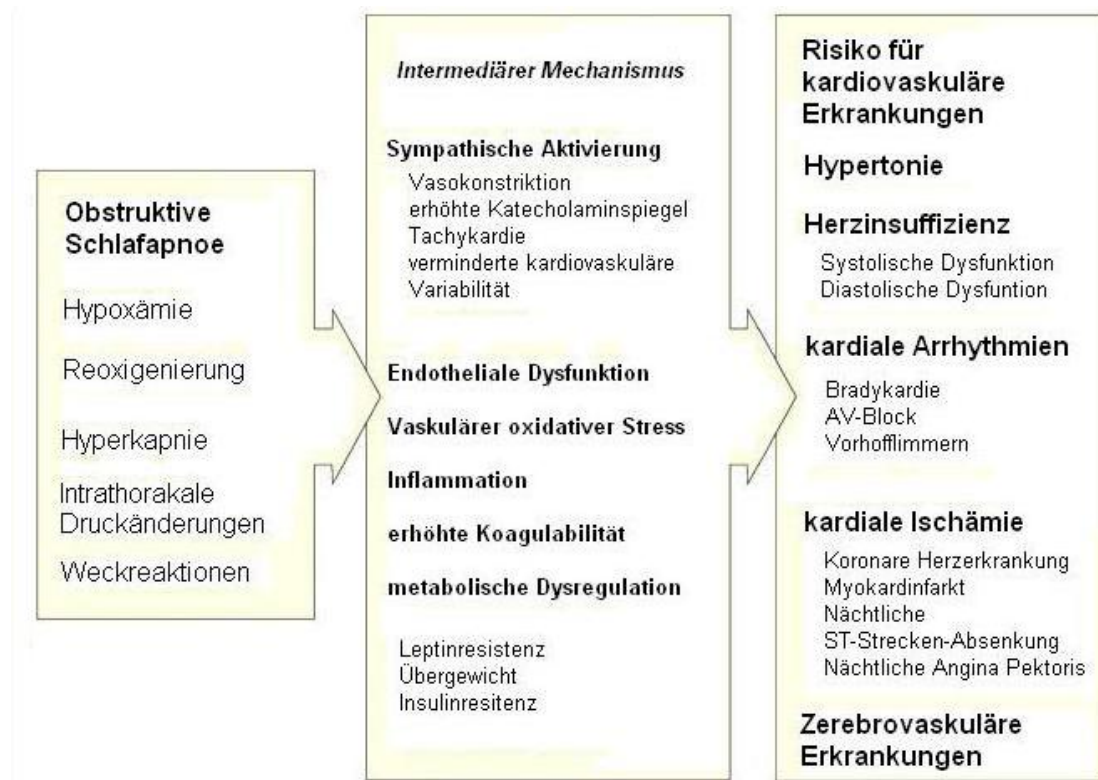 Obstruktive
Schlafapnoe
Hypoxämie
Reoxigenierung
Hyperkapnie
Intrathorakale
Druckänderungen
Weckreaktionen
Intermediärer Mechanismus
Sympathische Aktivierung
Vasokonstriktion
erhöhte Katecholaminspiegel
Tachykardie
verminderte kardiovaskuläre
Variabilität
Endotheliale Dysfunktion
Vaskulärer oxidativer Stress
Inflammation
erhöhte Koagulabilität
metabolische Dysregulation
Leptinresistenz
Übergewicht
Insulinresitenz
Risiko für
kardiovaskuläre
Erkrankungen
Hypertonie
Herzinsuffizienz
Systolische Dysfunktion
Diastolische Dysfuntion
kardiale Arrhythmien
Bradykardie
AV-Block
Vorhofflimmern
kardiale Ischämie
Koronare Herzerkrankung
Myokardinfarkt
Nächtliche
ST-Strecken-Absenkung
Nächtliche Angina Pektoris
Zerebrovaskuläre
Erkrankungen